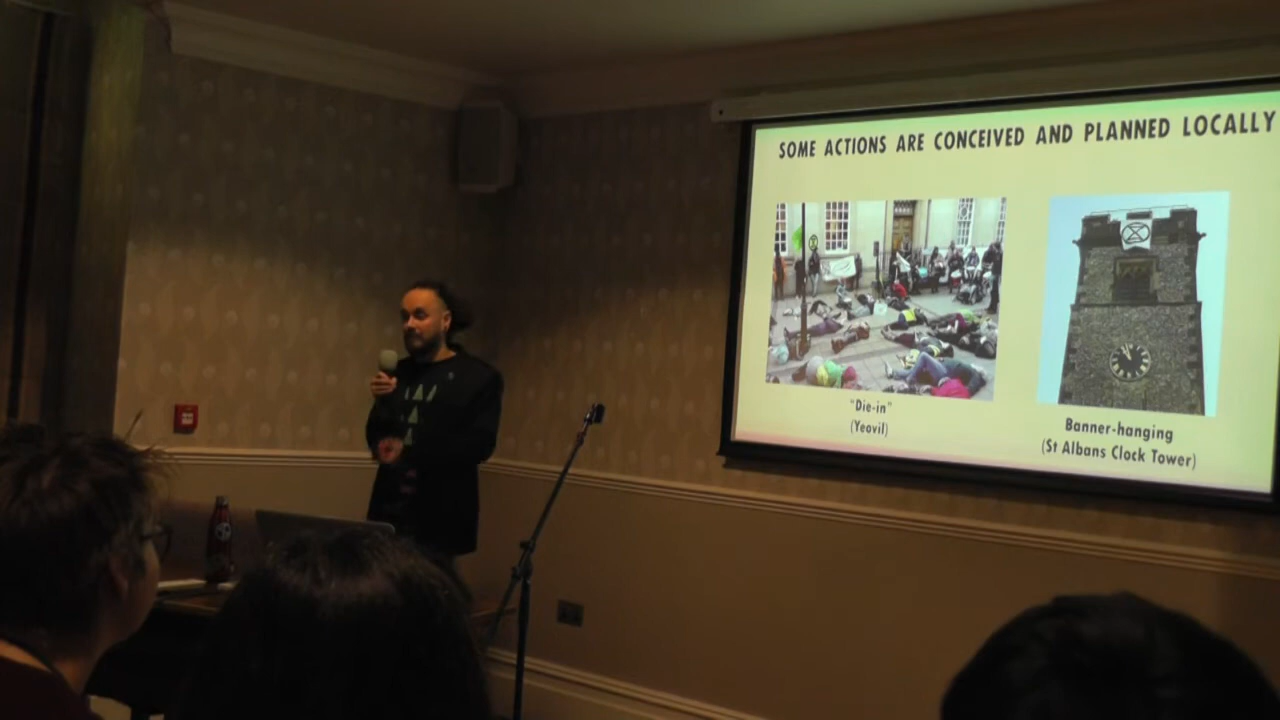 SOME ACTIONS ARE CONCEIVED AND PLANNED LOCALLY
"Die-in"
(Yeovil)
Banner-hanging
(St Albans Clock Tower)